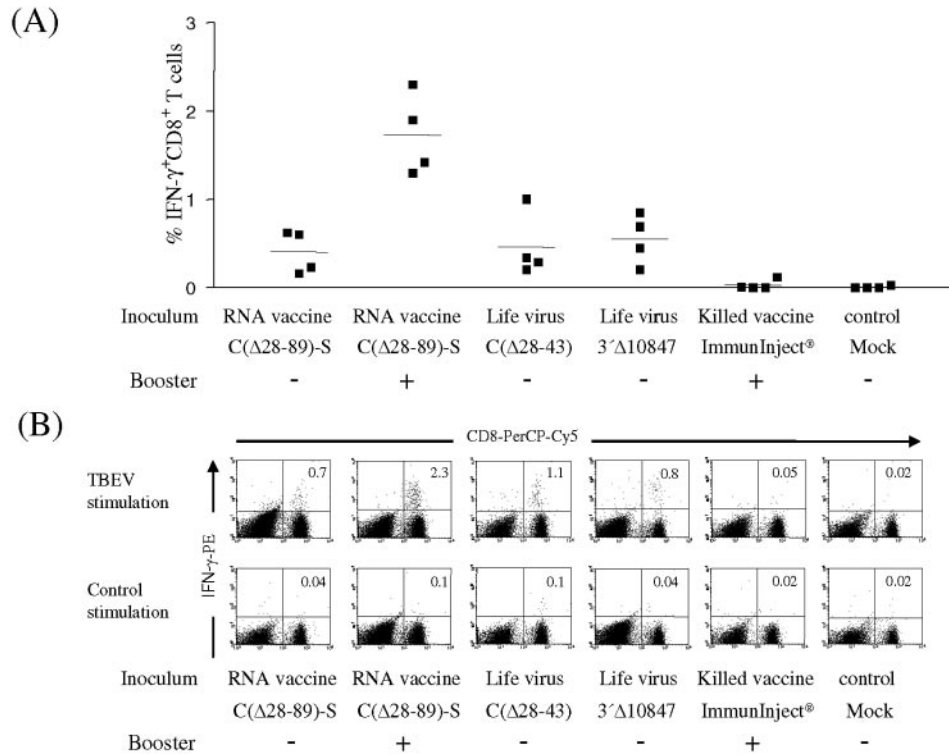 (A)
% IFN-γ+CD8+ T cells
3
2
1
0
Inoculum RNA vaccine RNA vaccine Life virus Life virus Killed vaccine control
C(Δ28-89)-S C(Δ28-89)-S C(Δ28-43) 3´Δ10847 ImmunInject® Mock
Booster - + - - + -
(B)
CD8-PerCP-Cy5
TBEV
stimulation
IFN-γ-PE
0.7 2.3 1.1 0.8 0.05 0.02
Control
stimulation
0.04 0.1 0.1 0.04 0.02 0.02
Inoculum RNA vaccine RNA vaccine Life virus Life virus Killed vaccine control
C(Δ28-89)-S C(Δ28-89)-S C(Δ28-43) 3´Δ10847 ImmunInject® Mock
Booster - + - - + -